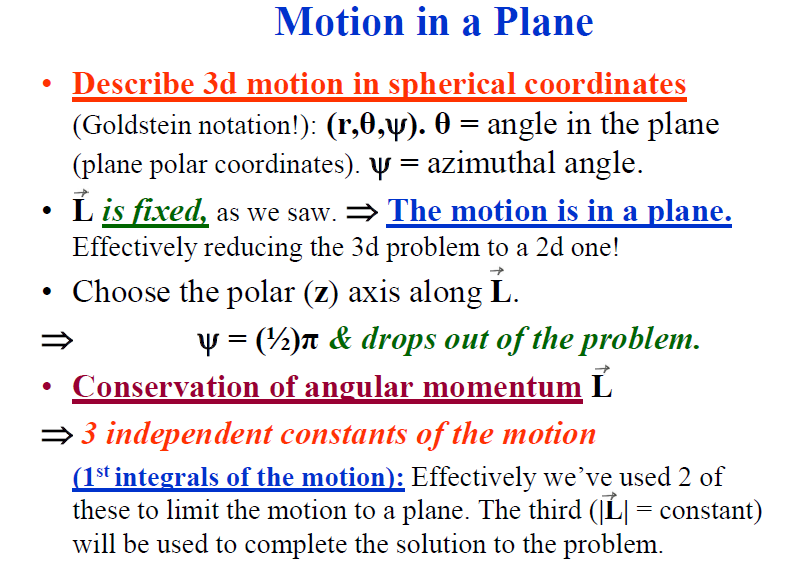 Motion in a Plane
• Describe 3d motion in spherical coordinates
(Goldstein notation!): (r,θ,ψ). θ = angle in the plane
(plane polar coordinates). ψ = azimuthal angle.
• L⃗ is fixed, as we saw. ⇒ The motion is in a plane.
Effectively reducing the 3d problem to a 2d one!
• Choose the polar (z) axis along L⃗.
⇒ ψ = (½)π & drops out of the problem.
• Conservation of angular momentum L⃗
⇒ 3 independent constants of the motion
(1st integrals of the motion): Effectively we’ve used 2 of
these to limit the motion to a plane. The third (|L⃗| = constant)
will be used to complete the solution to the problem.